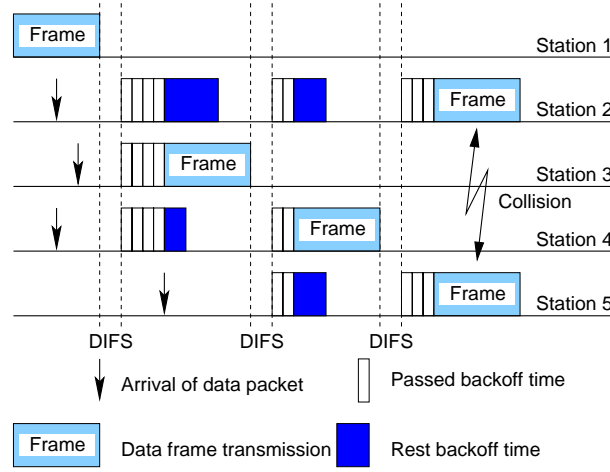 Frame
Station 1
Frame
Station 2
Frame
Station 3
Collision
Frame
Station 4
Frame
Station 5
DIFS
DIFS
DIFS
Arrival of data packet
Passed backoff time
Frame
Data frame transmission
Rest backoff time